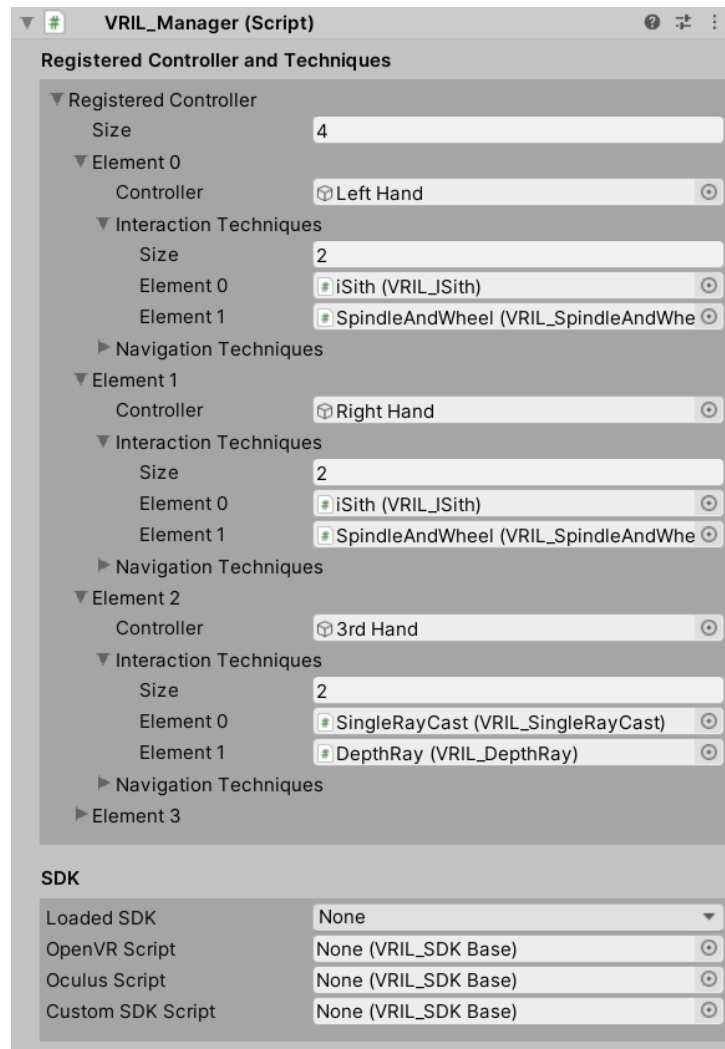 VRIL_Manager (Script)
Registered Controller and Techniques
Registered Controller
Size 4
Element 0
Controller Left Hand
Interaction Techniques
Size 2
Element 0 # iSith (VRIL_ISith)
Element 1 # SpindleAndWheel (VRIL_SpindleAndWhe
Navigation Techniques
Element 1
Controller Right Hand
Interaction Techniques
Size 2
Element 0 # iSith (VRIL_ISith)
Element 1 # SpindleAndWheel (VRIL_SpindleAndWhe
Navigation Techniques
Element 2
Controller 3rd Hand
Interaction Techniques
Size 2
Element 0 # SingleRayCast (VRIL_SingleRayCast)
Element 1 # DepthRay (VRIL_DepthRay)
Navigation Techniques
Element 3
SDK
Loaded SDK None
OpenVR Script None (VRIL_SDK Base)
Oculus Script None (VRIL_SDK Base)
Custom SDK Script None (VRIL_SDK Base)